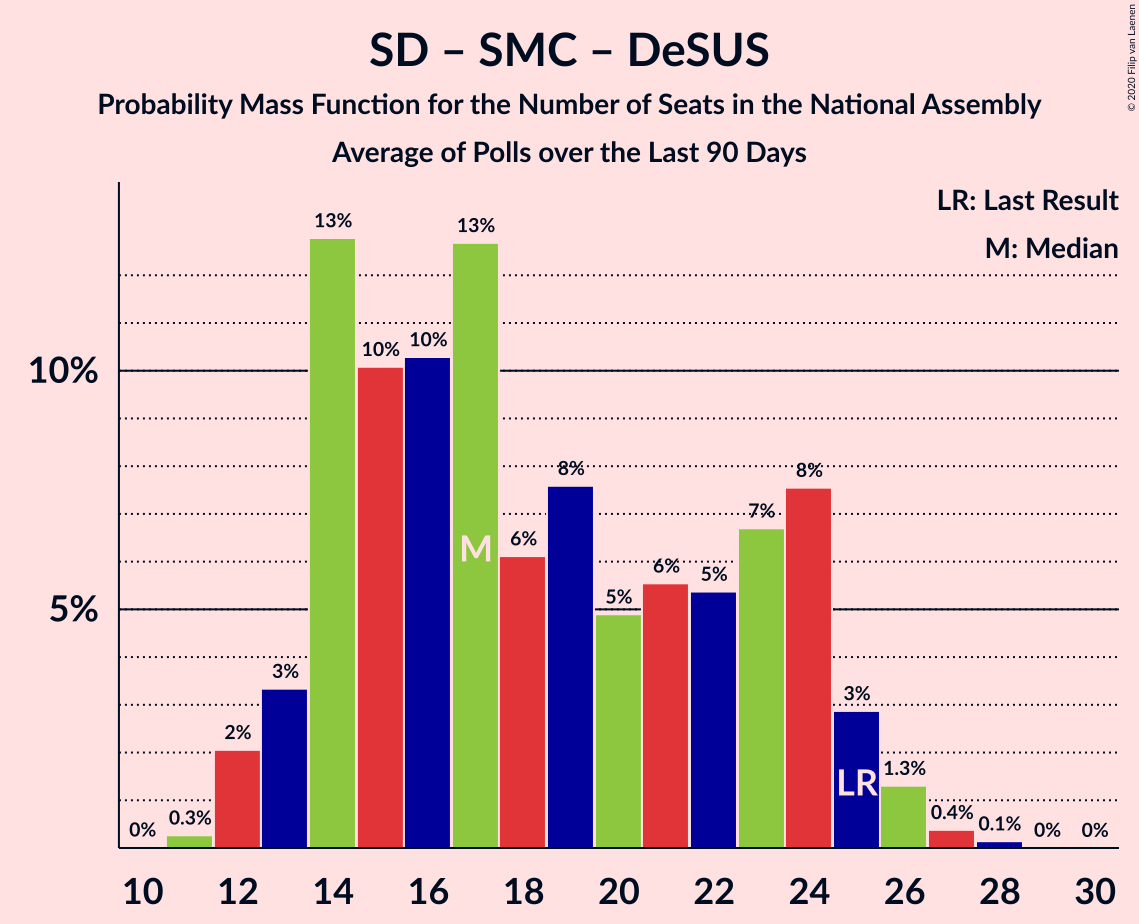 SD – SMC – DeSUS
Probability Mass Function for the Number of Seats in the National Assembly
Average of Polls over the Last 90 Days
© 2020 Filip van Laenen
LR: Last Result
M: Median
10%
5%
0%
0.3%
2%
3%
13%
10%
10%
13%
6%
8%
5%
6%
5%
7%
8%
3%
1.3%
0.4%
0.1%
0%
0%
M
LR
10 12 14 16 18 20 22 24 26 28 30